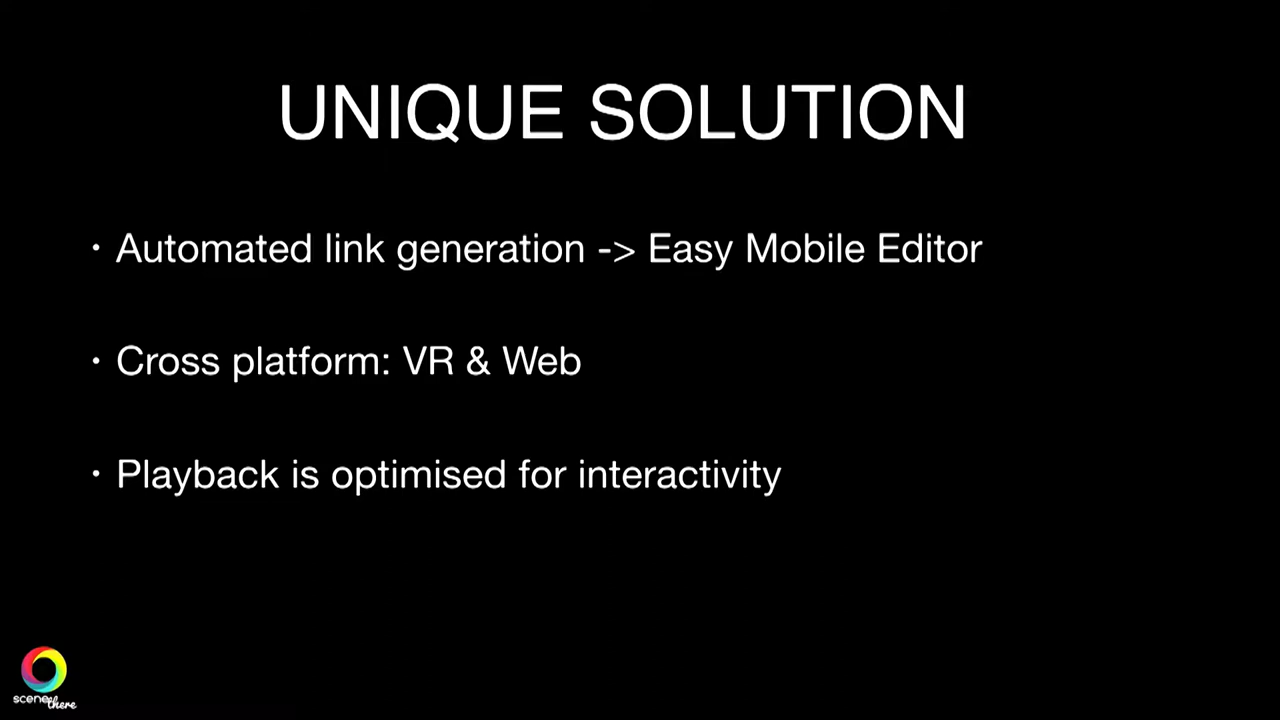 UNIQUE SOLUTION
• Automated link generation -> Easy Mobile Editor
• Cross platform: VR & Web
• Playback is optimised for interactivity
scene
there